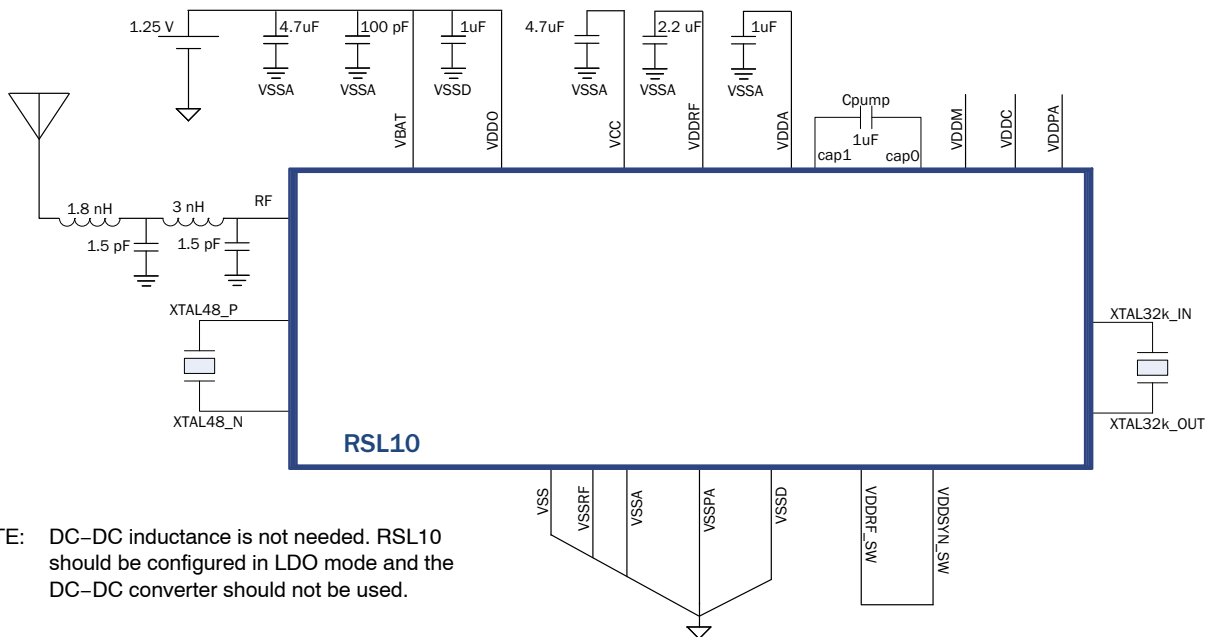 1.25 V
4.7uF
100 pF
1uF
4.7uF
2.2 uF
1uF
VSSA
VSSA
VSSD
VSSA
VSSA
VSSA
Cpump
1uF
VBAT
VDDO
VCC
VDDRF
VDDA
cap1
cap0
VDDM
VDDC
VDDPA
1.8 nH
3 nH
RF
1.5 pF
1.5 pF
XTAL48_P
XTAL48_N
XTAL32k_IN
XTAL32k_OUT
RSL10
VSS
VSSRF
VSSA
VSSPA
VSSD
VDDRF_SW
VDDSYN_SW
TE: DC–DC inductance is not needed. RSL10
should be configured in LDO mode and the
DC–DC converter should not be used.